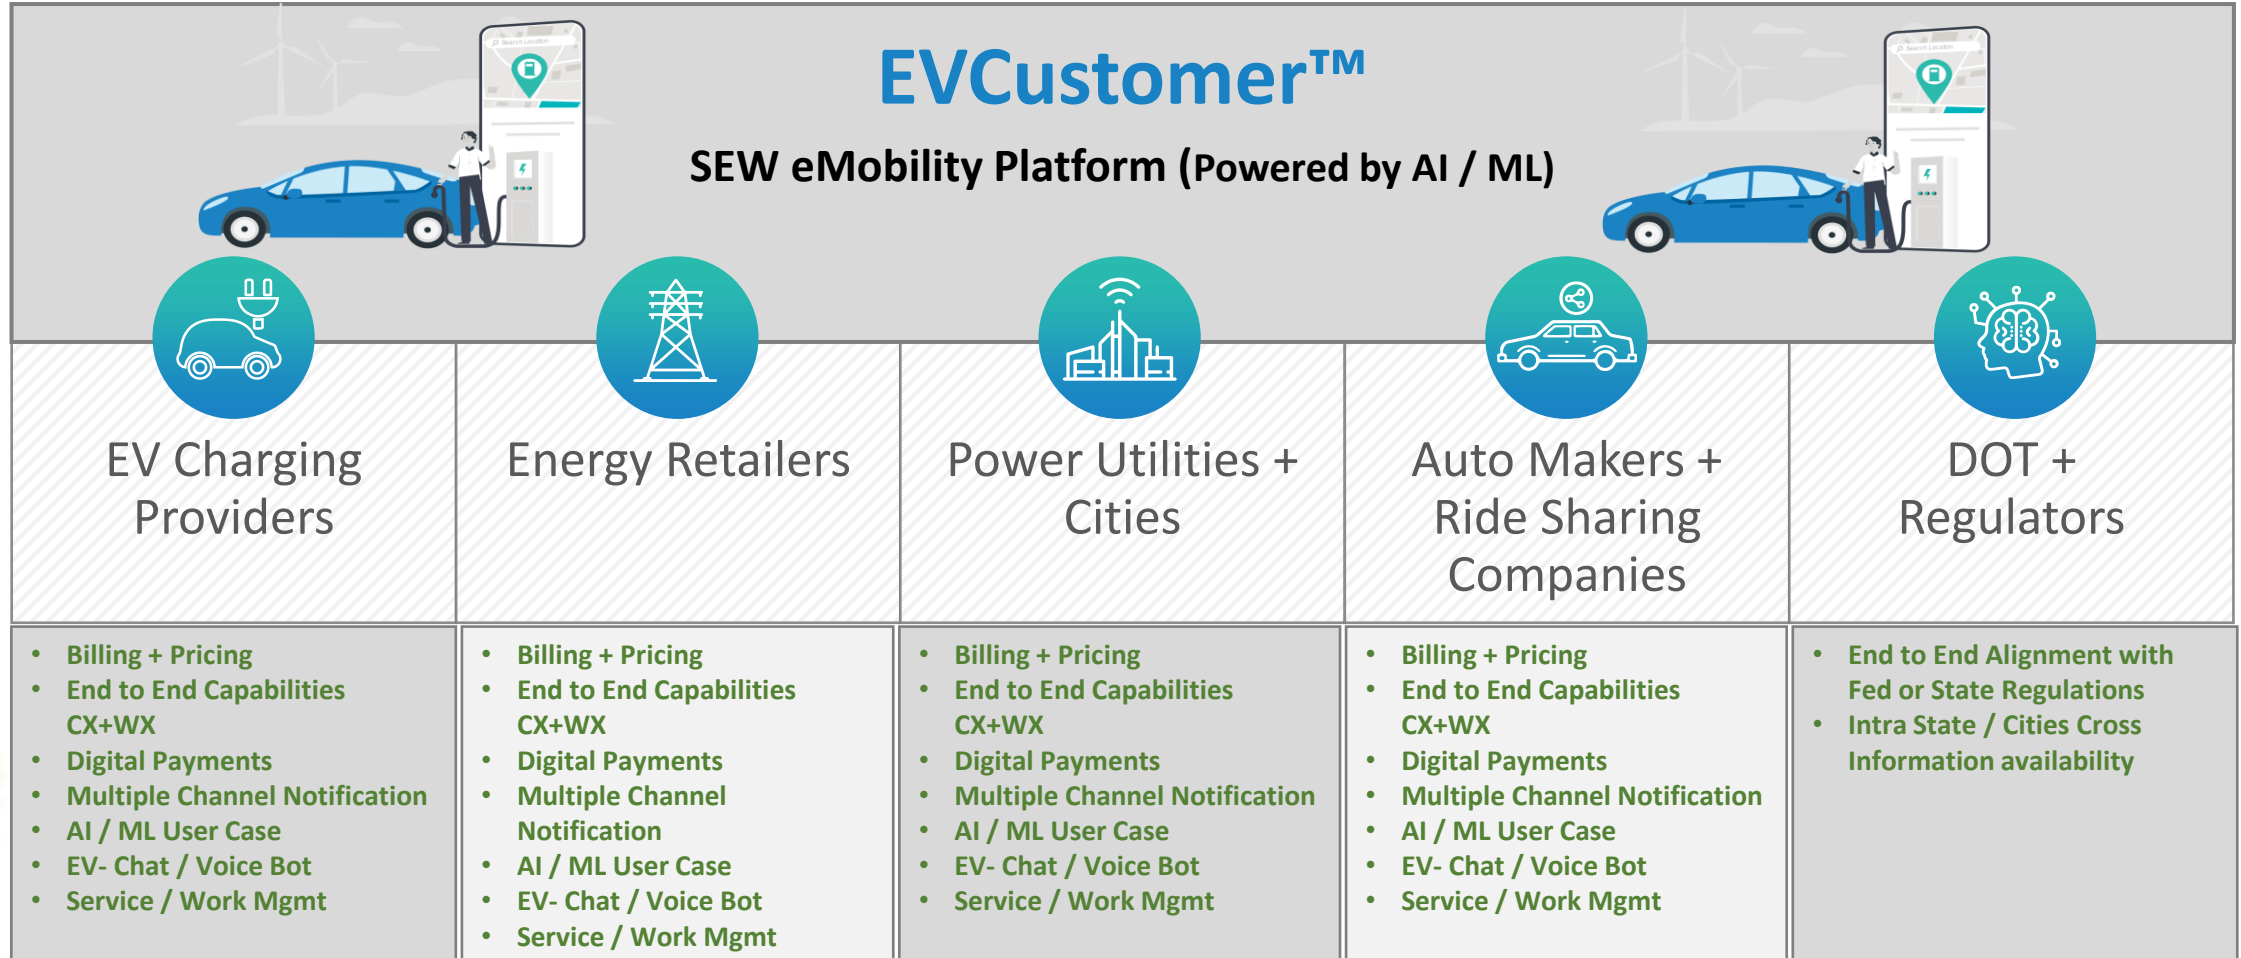 Search Location
EVCustomer™
Search Location
SEW eMobility Platform (Powered by AI / ML)
EV Charging
Providers
Energy Retailers
Power Utilities +
Cities
Auto Makers +
Ride Sharing
Companies
DOT +
Regulators
• Billing + Pricing
• End to End Capabilities
CX+WX
• Digital Payments
• Multiple Channel Notification
• AI / ML User Case
• EV- Chat / Voice Bot
• Service / Work Mgmt
• Billing + Pricing
• End to End Capabilities
CX+WX
• Digital Payments
• Multiple Channel
Notification
• AI / ML User Case
• EV- Chat / Voice Bot
• Service / Work Mgmt
• Billing + Pricing
• End to End Capabilities
CX+WX
• Digital Payments
• Multiple Channel Notification
• AI / ML User Case
• EV- Chat / Voice Bot
• Service / Work Mgmt
• Billing + Pricing
• End to End Capabilities
CX+WX
• Digital Payments
• Multiple Channel Notification
• AI / ML User Case
• EV- Chat / Voice Bot
• Service / Work Mgmt
• End to End Alignment with
Fed or State Regulations
• Intra State / Cities Cross
Information availability